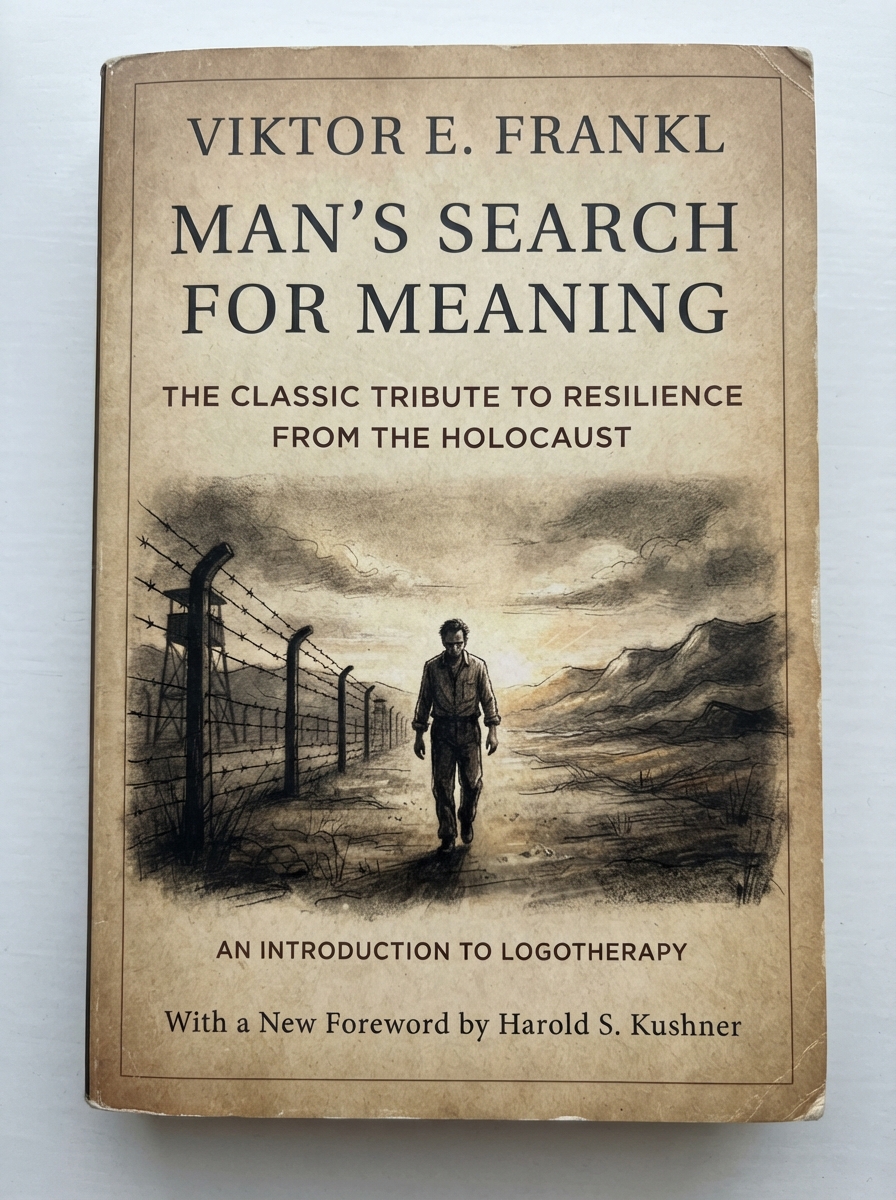 VIKTOR E. FRANKL
MAN’S SEARCH
FOR MEANING
THE CLASSIC TRIBUTE TO RESILIENCE
FROM THE HOLOCAUST
AN INTRODUCTION TO LOGOTHERAPY
With a New Foreword by Harold S. Kushner